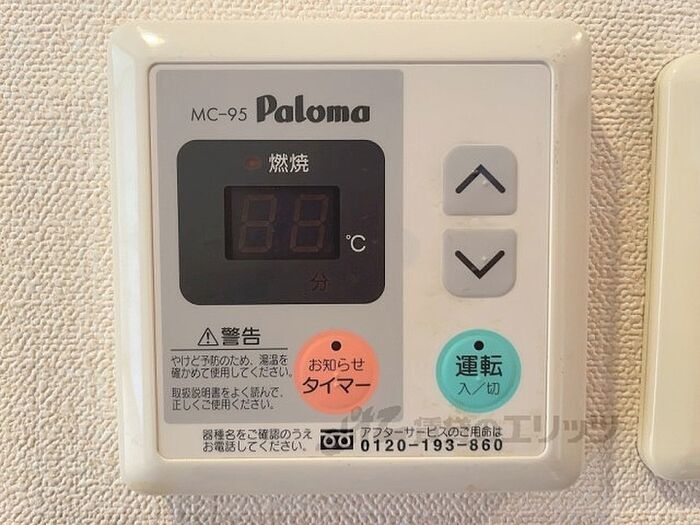 MC-95 Paloma
燃焼
88
℃
分
警告
やけど予防のため、湯温を
確かめて使用してください。
取扱説明書をよく読んで、
正しくご使用ください。
お知らせ
タイマー
運転
入/切
器種名をご確認のうえ
お電話してください。
アフターサービスのご用命は
0120-193-860
エリッツ